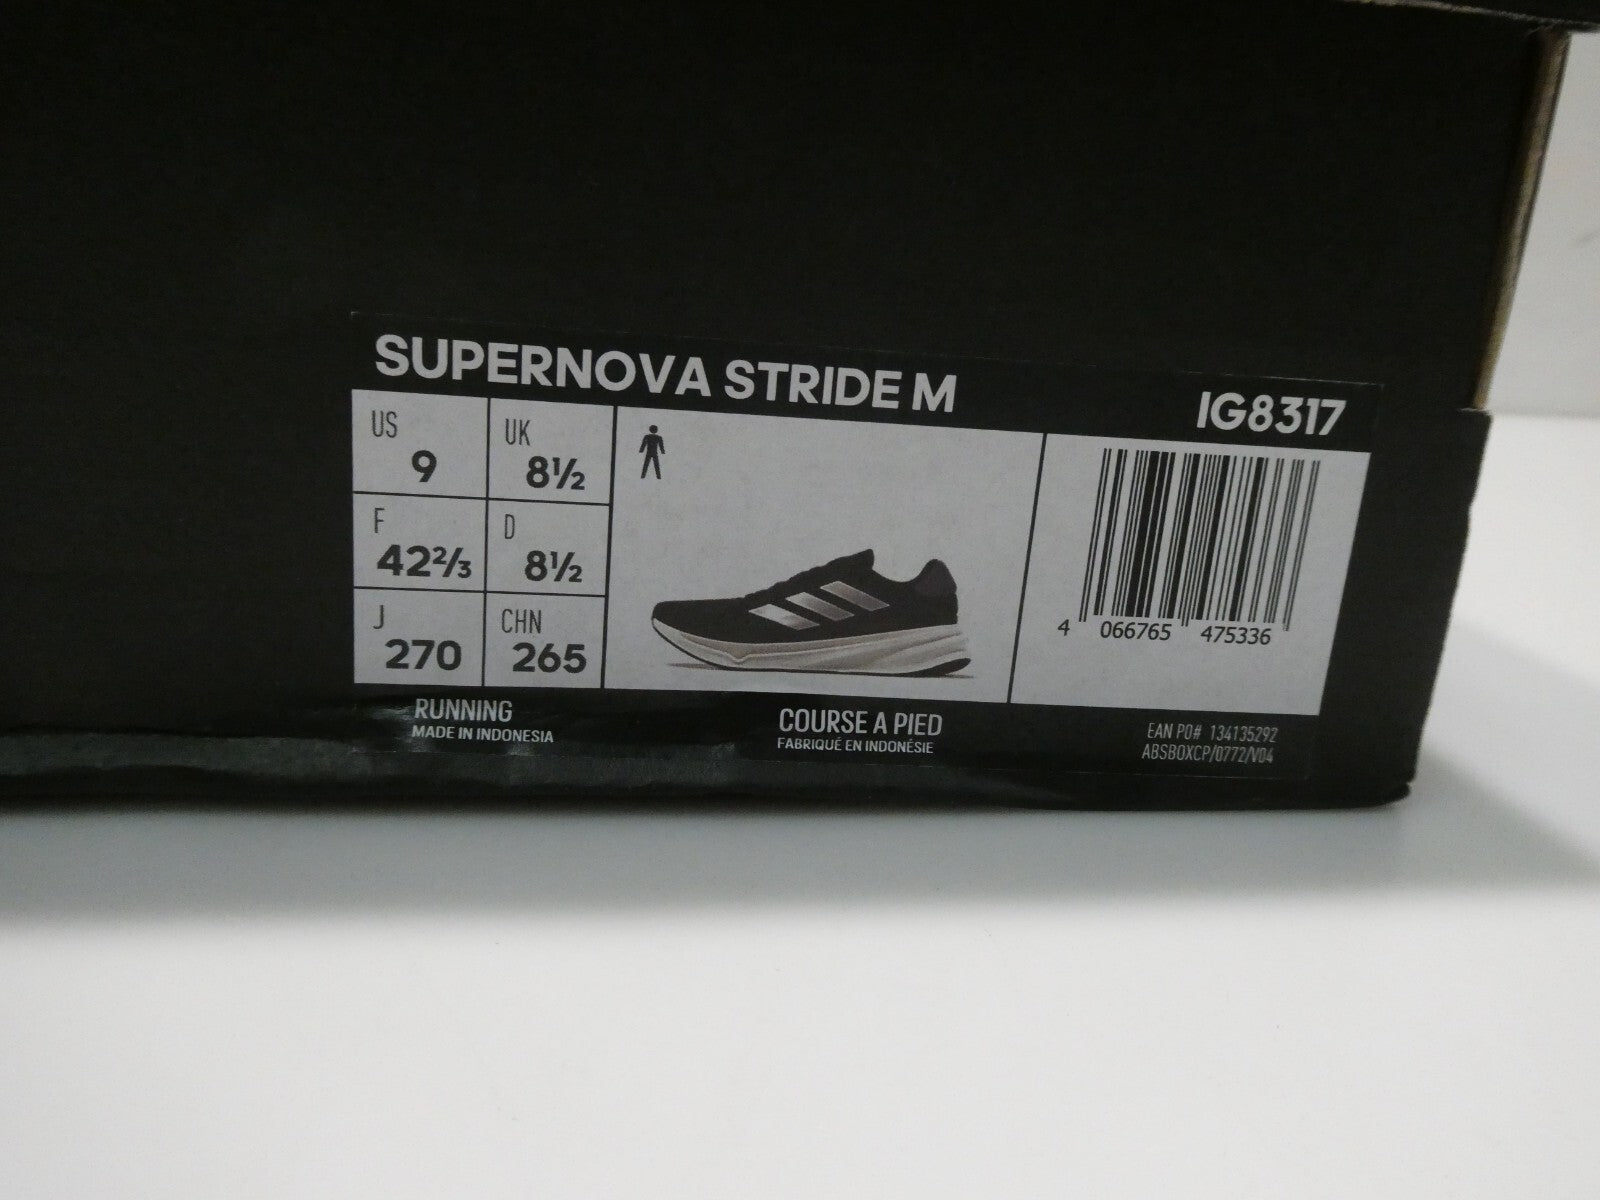 SUPERNOVA STRIDE M
IG8317
US
9
UK
8½
F
42⅔
D
8½
J
270
CHN
265
4 066765 475336
RUNNING
MADE IN INDONESIA
COURSE A PIED
FABRIQUÉ EN INDONÉSIE
EAN PO# 134135292
ABSBOXCP/0772/V04